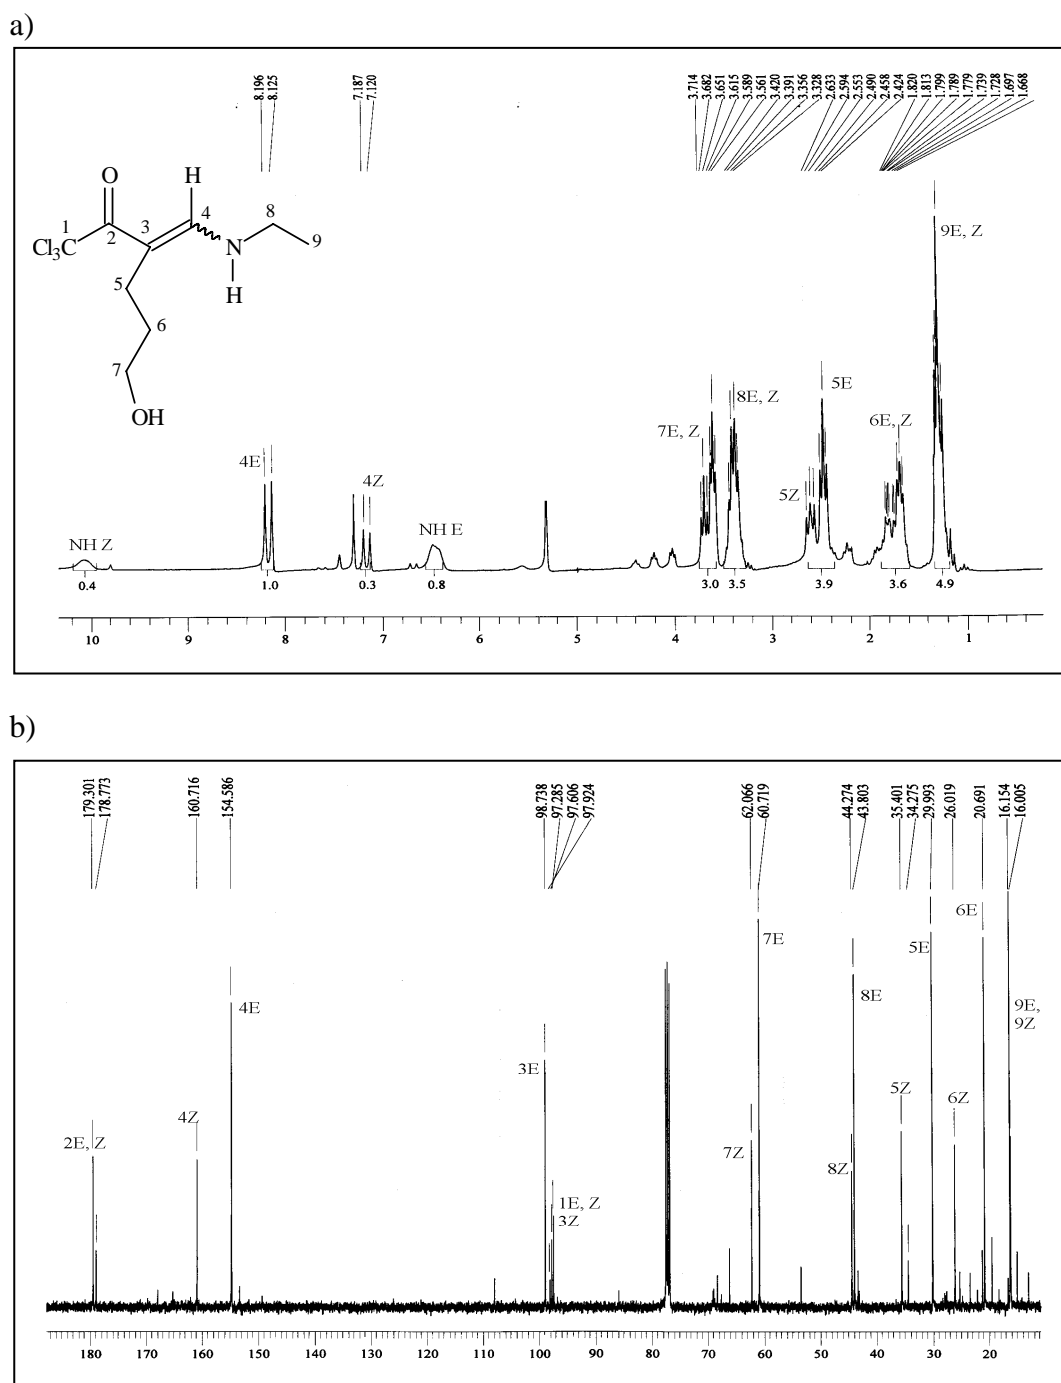 a)
8.196
8.125
7.187
7.120
3.714
3.682
3.651
3.615
3.589
3.561
3.420
3.391
3.356
3.328
2.633
2.594
2.553
2.490
2.458
2.424
1.820
1.813
1.799
1.789
1.779
1.739
1.728
1.697
1.668
O
H
1
2
3
4
8
9
Cl3C
N
H
5
6
7
OH
9E, Z
8E, Z
5E
7E, Z
6E, Z
4E
4Z
5Z
NH Z
NH E
0.4
1.0
0.3
0.8
3.0
3.5
3.9
3.6
4.9
10 9 8 7 6 5 4 3 2 1
b)
179.301
178.773
160.716
154.586
98.738
97.285
97.606
97.924
62.066
60.719
44.274
43.803
35.401
34.275
29.993
26.019
20.691
16.154
16.005
6E
7E
5E
4E
8E
9E,
9Z
3E
5Z
6Z
4Z
2E, Z
7Z
8Z
1E, Z
3Z
180 170 160 150 140 130 120 110 100 90 80 70 60 50 40 30 20